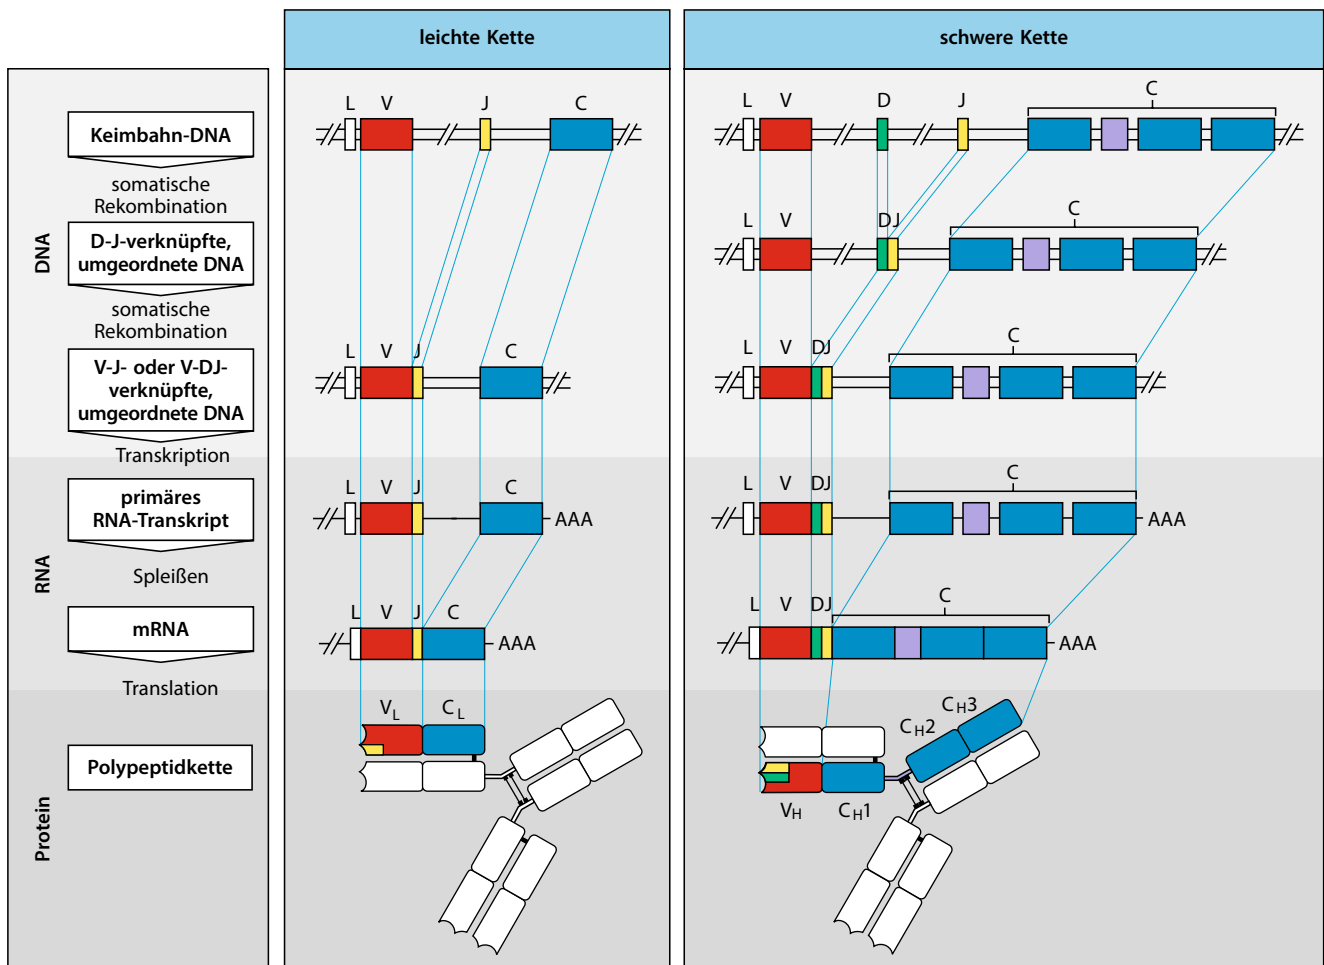 leichte Kette
schwere Kette
DNA
Keimbahn-DNA
L V J C
L V D J C
somatische
Rekombination
D-J-verknüpfte,
umgeordnete DNA
L V DJ C
somatische
Rekombination
V-J- oder V-DJ-
verknüpfte,
umgeordnete DNA
L V J C
L V DJ C
Transkription
RNA
primäres
RNA-Transkript
L V J C
AAA
L V DJ C
AAA
Spleißen
mRNA
L V J C
AAA
L V DJ C
AAA
Translation
Protein
Polypeptidkette
VL CL
CH2 CH3
VH CH1